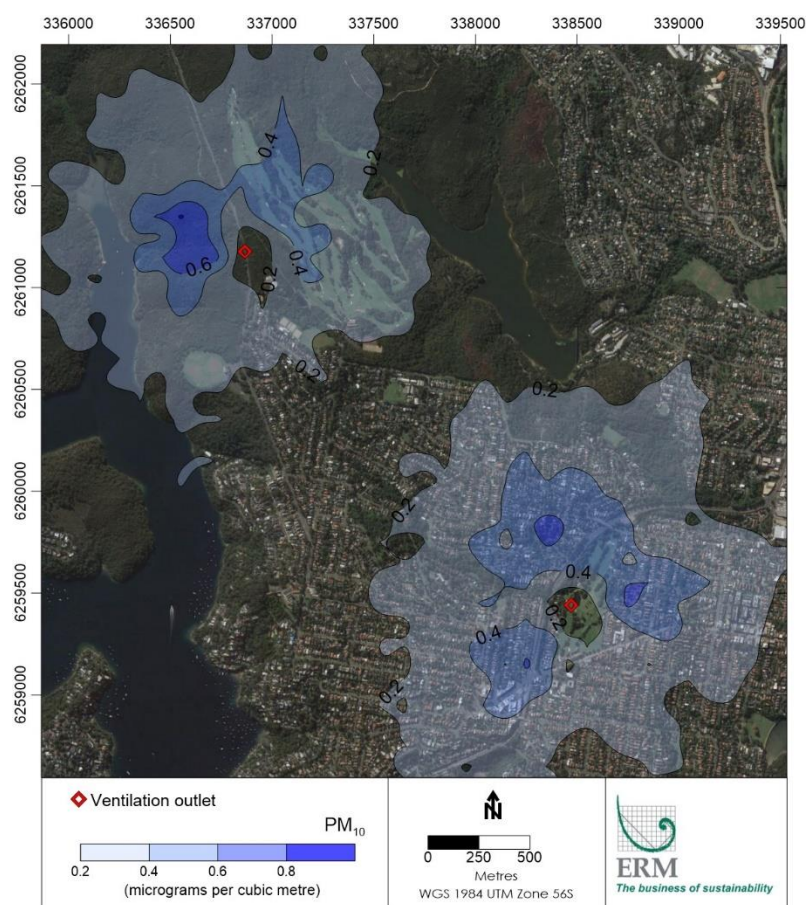 336000 336500 337000 337500 338000 338500 339000 339500
6262000
6261500
6261000
6260500
6260000
6259500
6259000
0.2
0.4
0.2
0.4
0.6
0.2
0.2
0.2
0.2
0.4
0.2
0.4
0.2
Ventilation outlet
PM10
0.2 0.4 0.6 0.8
(micrograms per cubic metre)
N
0 250 500
Metres
WGS 1984 UTM Zone 56S
ERM
The business of sustainability